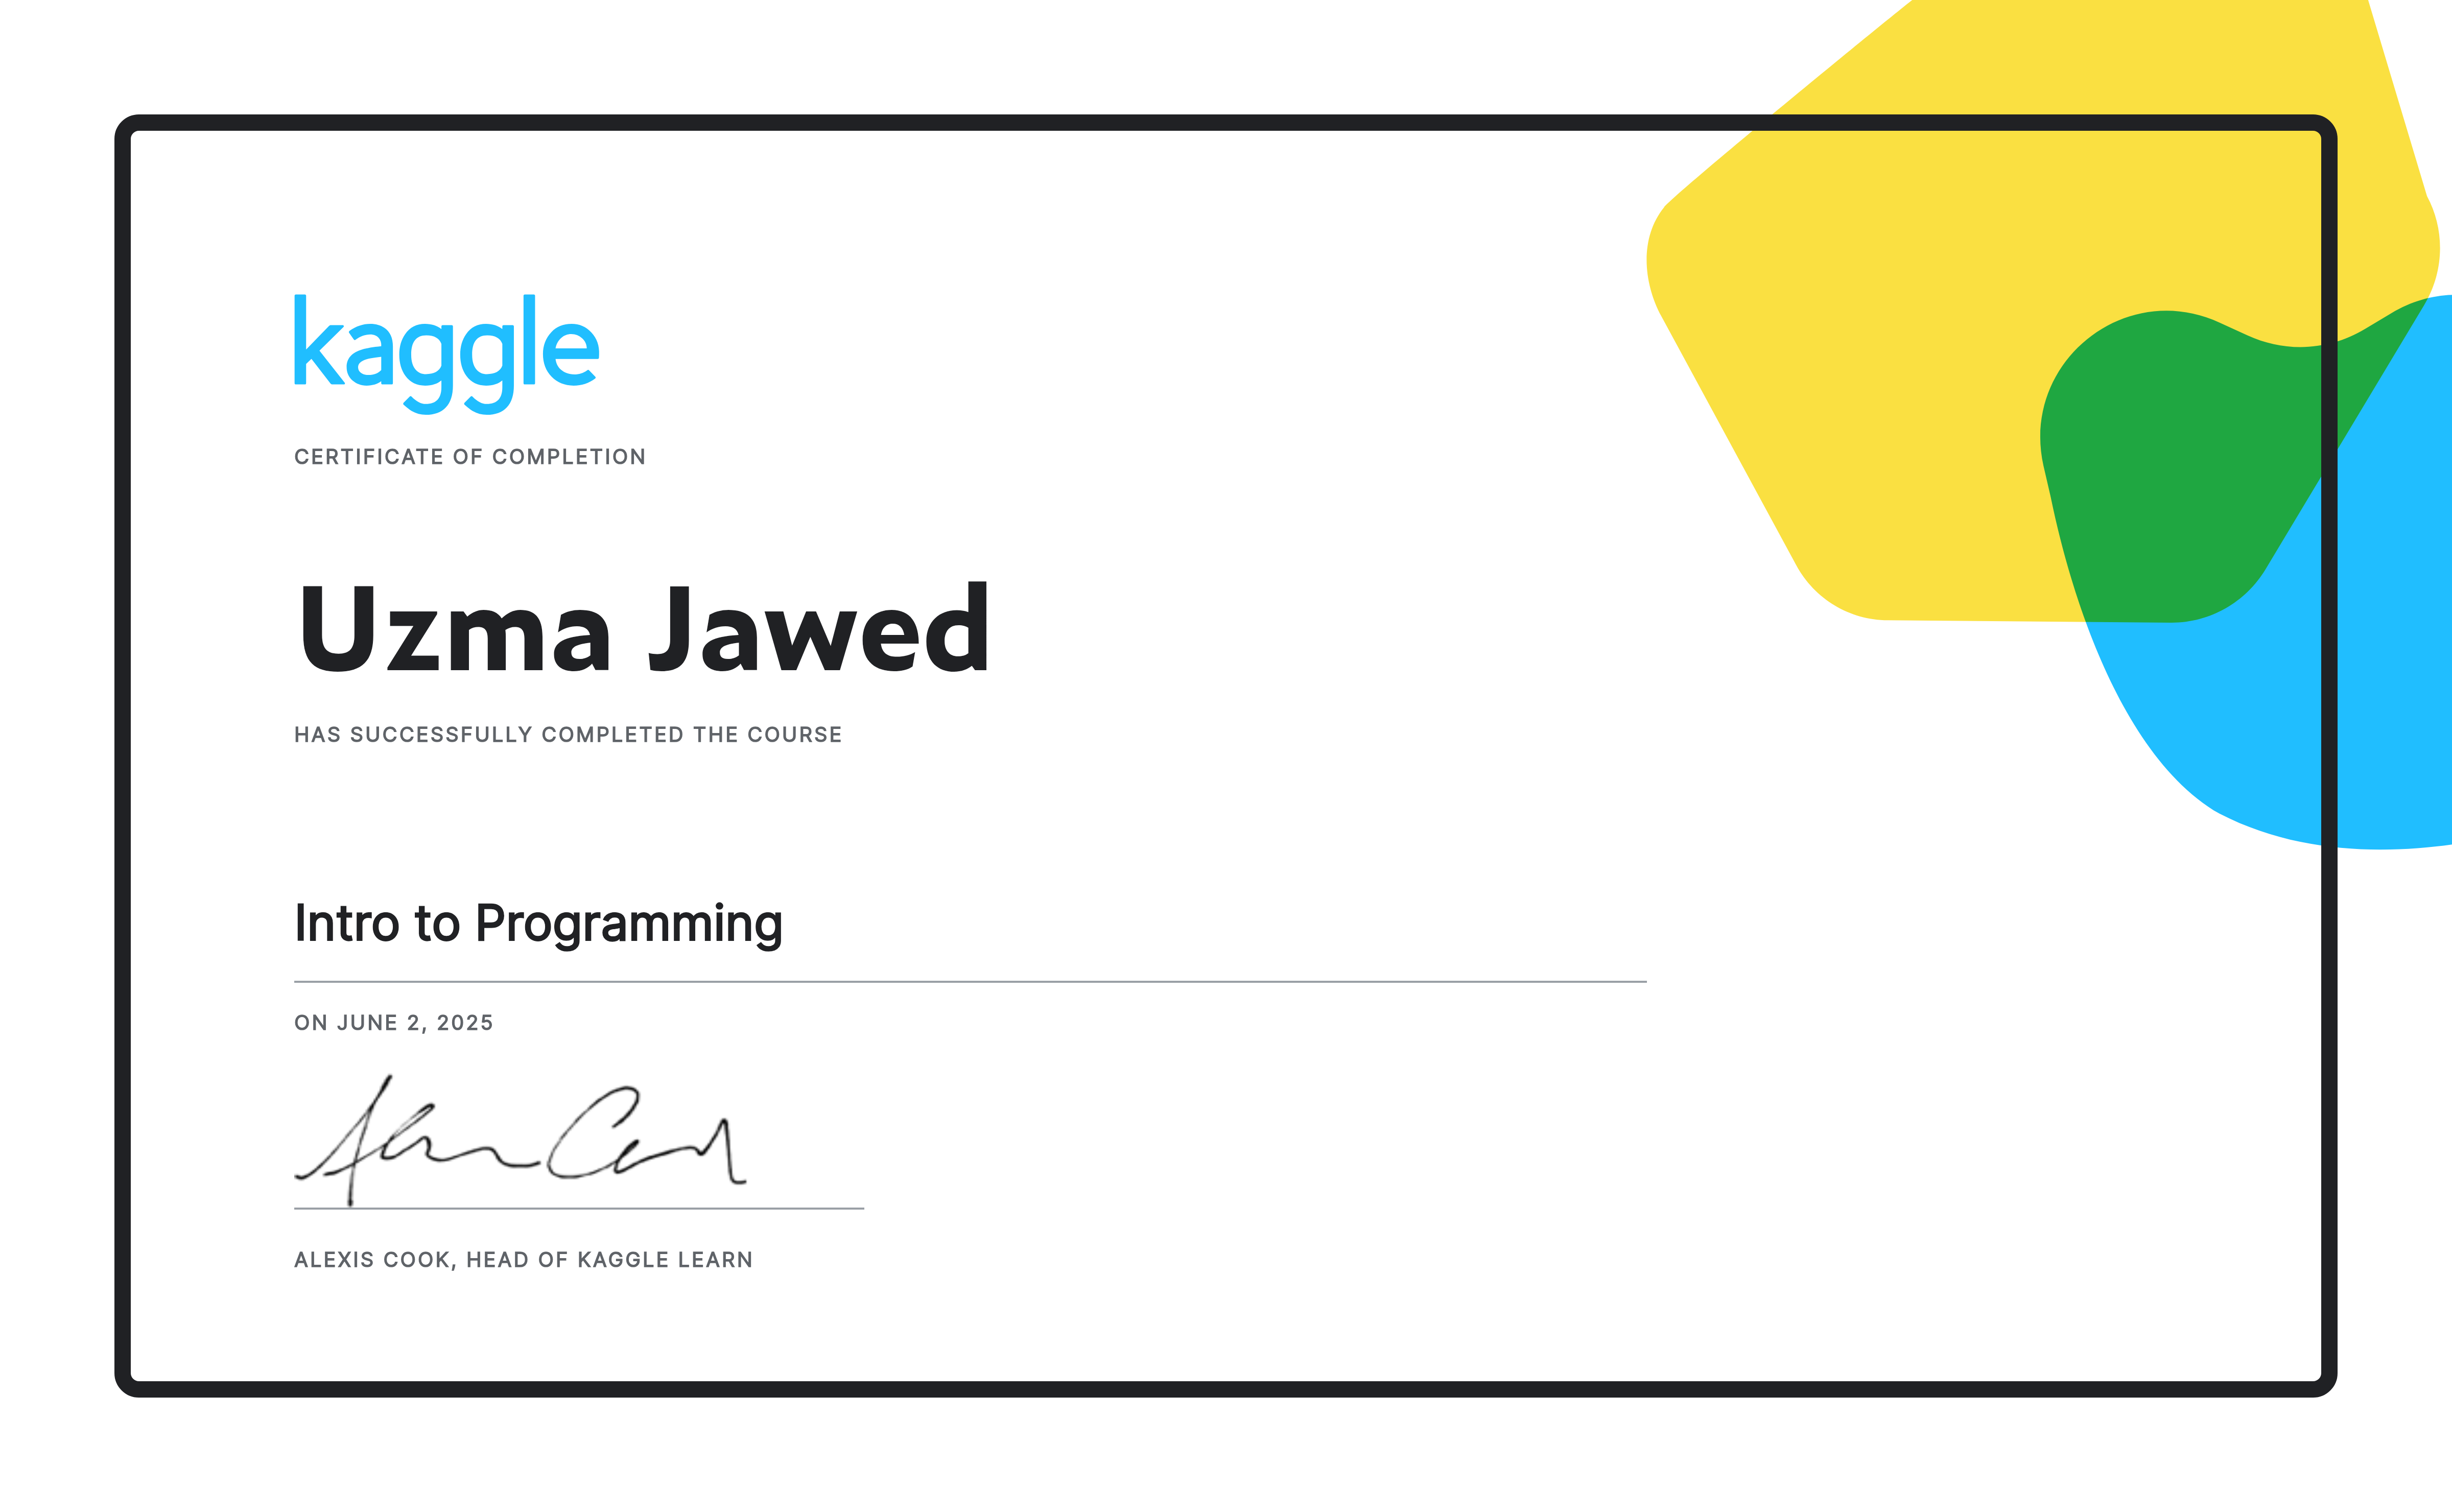 kaggle
CERTIFICATE OF COMPLETION
Uzma Jawed
HAS SUCCESSFULLY COMPLETED THE COURSE
Intro to Programming
ON JUNE 2, 2025
ALEXIS COOK, HEAD OF KAGGLE LEARN